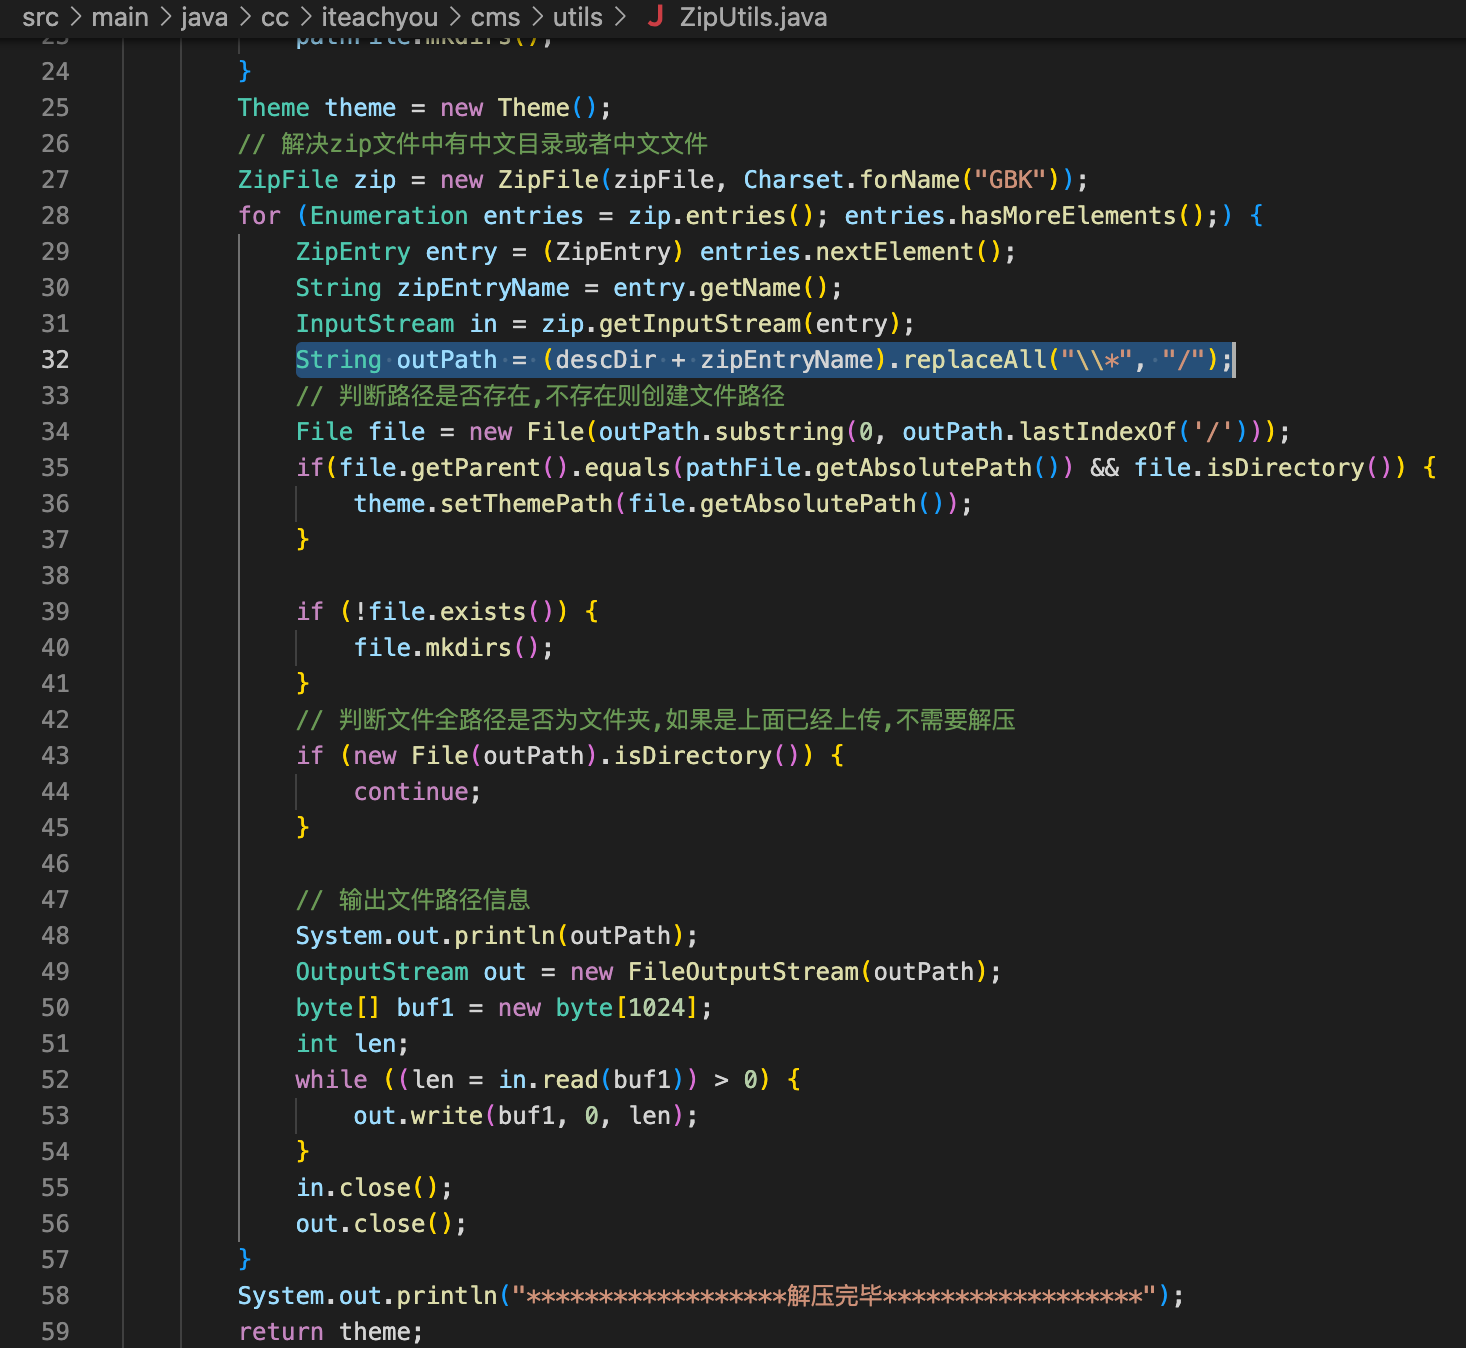 src > main > java > cc > iteachyou > cms > utils > J ZipUtils.java
23 pathFile.mkdirs();
24 }
25 Theme theme = new Theme();
26 // 解决zip文件中有中文目录或者中文文件
27 ZipFile zip = new ZipFile(zipFile, Charset.forName("GBK"));
28 for (Enumeration entries = zip.entries(); entries.hasMoreElements();) {
29 ZipEntry entry = (ZipEntry) entries.nextElement();
30 String zipEntryName = entry.getName();
31 InputStream in = zip.getInputStream(entry);
32 String outPath = (descDir + zipEntryName).replaceAll("\\*", "/");
33 // 判断路径是否存在,不存在则创建文件路径
34 File file = new File(outPath.substring(0, outPath.lastIndexOf('/')));
35 if(file.getParent().equals(pathFile.getAbsolutePath()) && file.isDirectory()) {
36 theme.setThemePath(file.getAbsolutePath());
37 }
38
39 if (!file.exists()) {
40 file.mkdirs();
41 }
42 // 判断文件全路径是否为文件夹,如果是上面已经上传,不需要解压
43 if (new File(outPath).isDirectory()) {
44 continue;
45 }
46
47 // 输出文件路径信息
48 System.out.println(outPath);
49 OutputStream out = new FileOutputStream(outPath);
50 byte[] buf1 = new byte[1024];
51 int len;
52 while ((len = in.read(buf1)) > 0) {
53 out.write(buf1, 0, len);
54 }
55 in.close();
56 out.close();
57 }
58 System.out.println("******************解压完毕******************");
59 return theme;